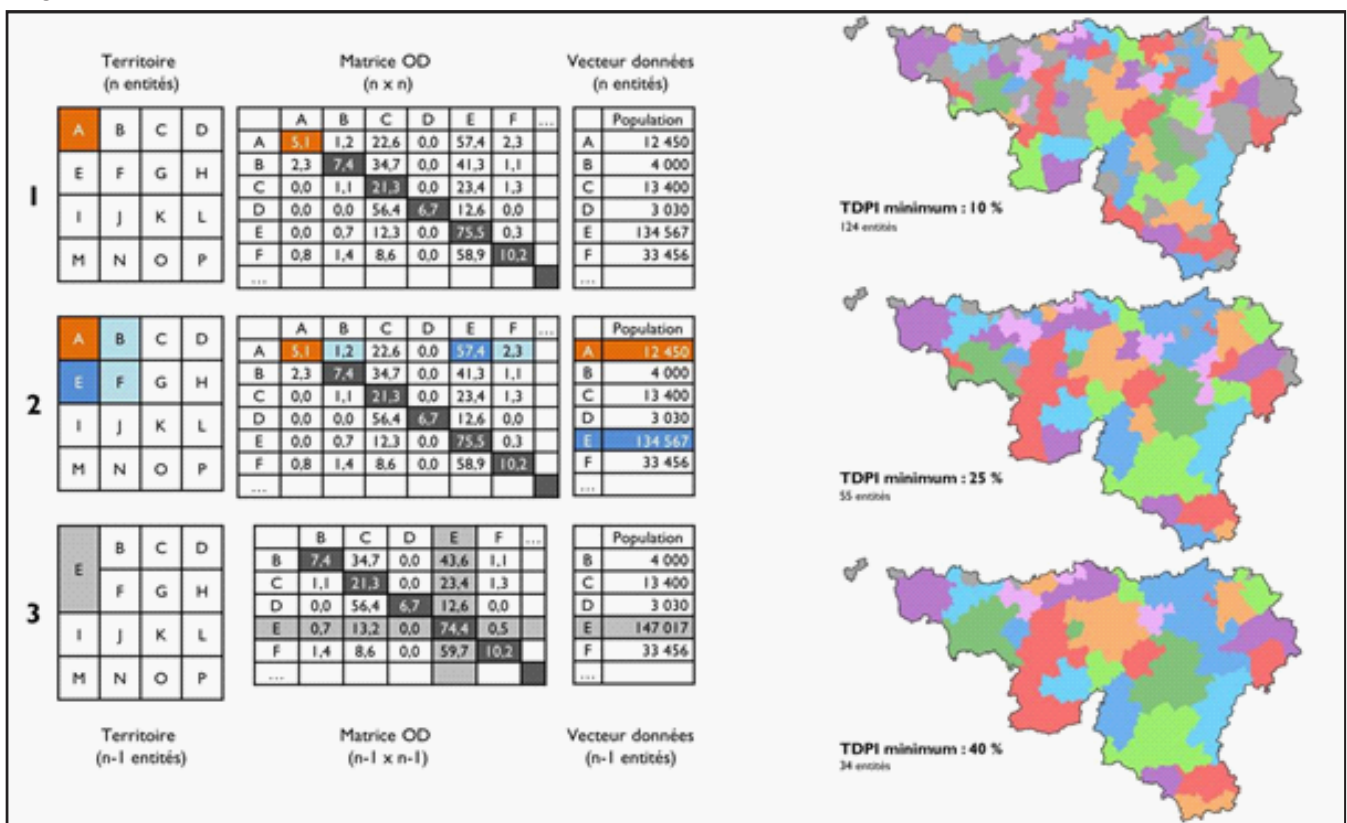 Territoire
(n entités)
Matrice OD
(n x n)
Vecteur données
(n entités)
1
A B C D
E F G H
I J K L
M N O P
A B C D E F ...
A 5,1 1,2 22,6 0,0 57,4 2,3
B 2,3 7,4 34,7 0,0 41,3 1,1
C 0,0 1,1 21,3 0,0 23,4 1,3
D 0,0 0,0 56,4 6,7 12,6 0,0
E 0,0 0,7 12,3 0,0 75,5 0,3
F 0,8 1,4 8,6 0,0 58,9 10,2
...
Population
A 12 450
B 4 000
C 13 400
D 3 030
E 134 567
F 33 456
...
2
A B C D
E F G H
I J K L
M N O P
A B C D E F ...
A 5,1 1,2 22,6 0,0 57,4 2,3
B 2,3 7,4 34,7 0,0 41,3 1,1
C 0,0 1,1 21,3 0,0 23,4 1,3
D 0,0 0,0 56,4 6,7 12,6 0,0
E 0,0 0,7 12,3 0,0 75,5 0,3
F 0,8 1,4 8,6 0,0 58,9 10,2
...
Population
A 12 450
B 4 000
C 13 400
D 3 030
E 134 567
F 33 456
...
3
B C D
E
F G H
I J K L
M N O P
B C D E F ...
B 7,4 34,7 0,0 43,6 1,1
C 1,1 21,3 0,0 23,4 1,3
D 0,0 56,4 6,7 12,6 0,0
E 0,7 13,2 0,0 74,4 0,5
F 1,4 8,6 0,0 59,7 10,2
...
Population
B 4 000
C 13 400
D 3 030
E 147 017
F 33 456
...
Territoire
(n-1 entités)
Matrice OD
(n-1 x n-1)
Vecteur données
(n-1 entités)
TDPI minimum : 10 %
124 entités
TDPI minimum : 25 %
55 entités
TDPI minimum : 40 %
34 entités